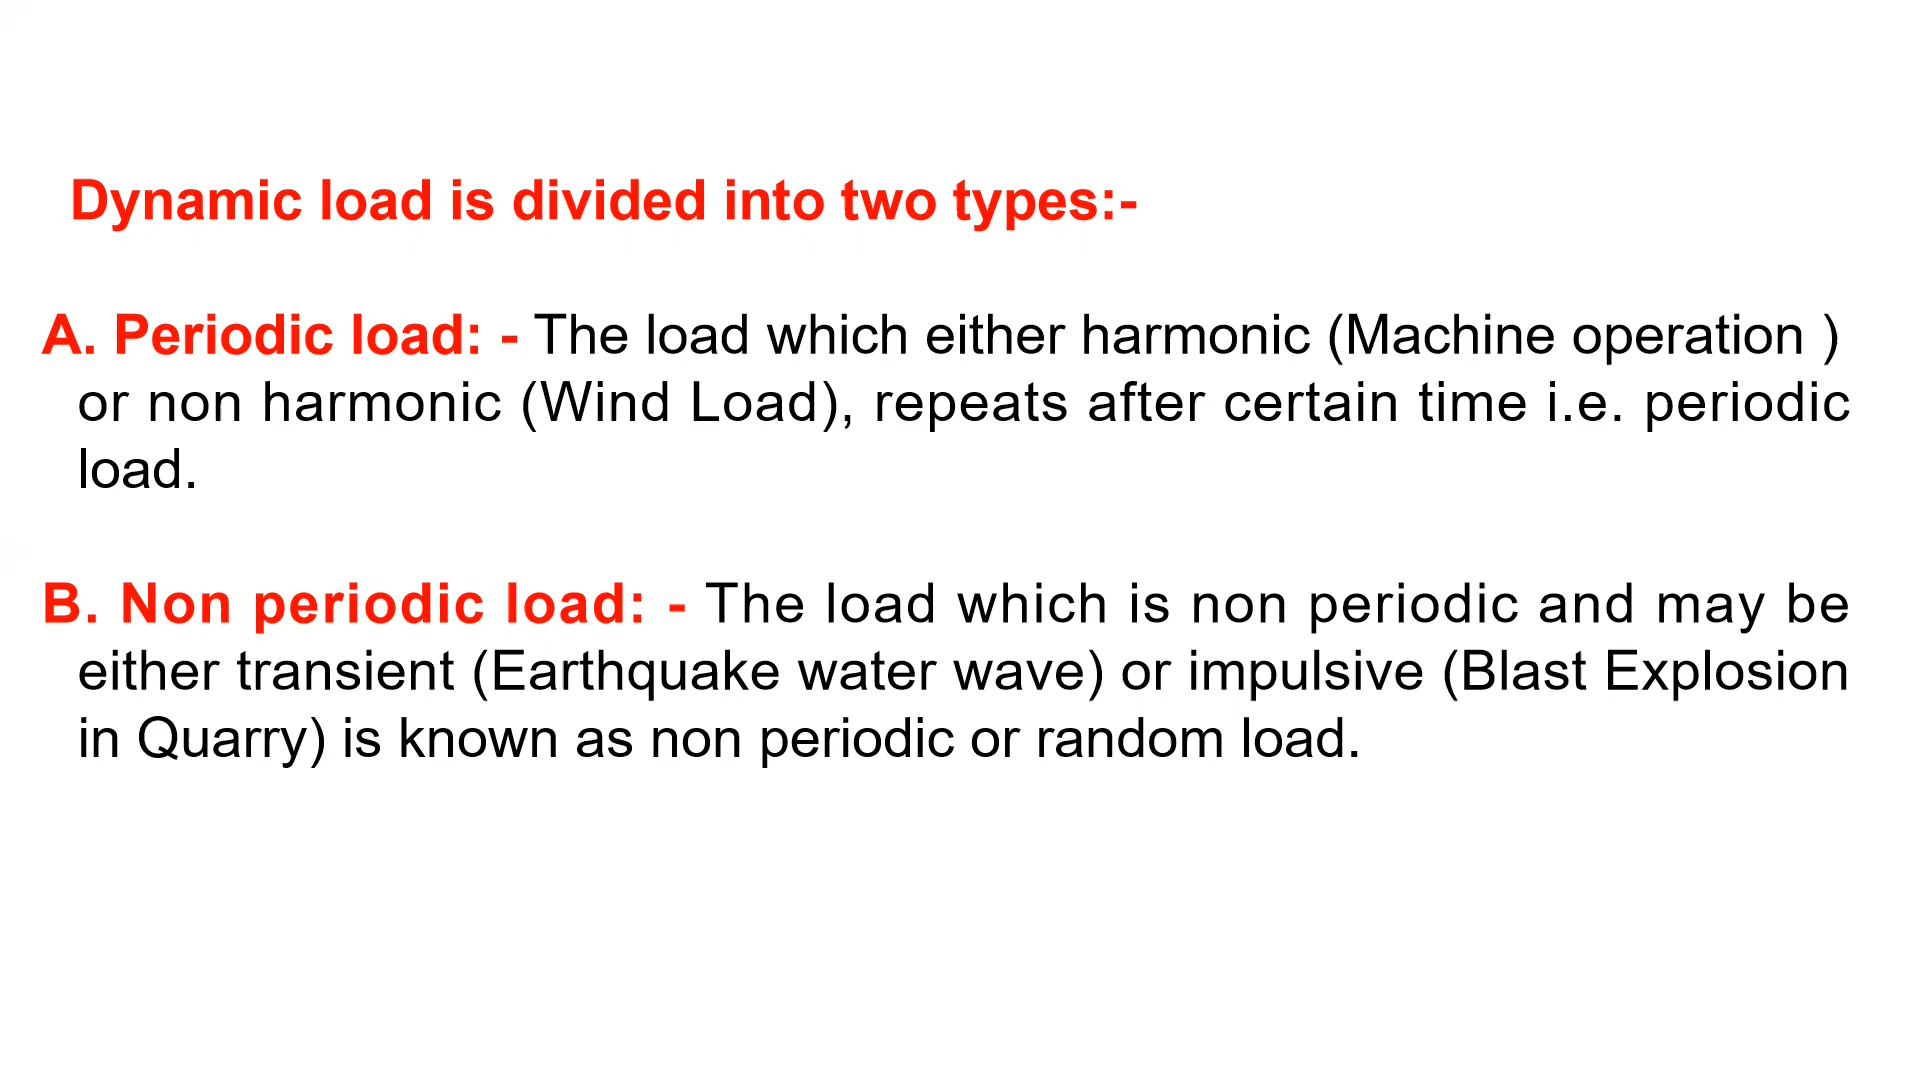 Dynamic load is divided into two types:-
A. Periodic load: - The load which either harmonic (Machine operation )
or non harmonic (Wind Load), repeats after certain time i.e. periodic
load.
B. Non periodic load: - The load which is non periodic and may be
either transient (Earthquake water wave) or impulsive (Blast Explosion
in Quarry) is known as non periodic or random load.